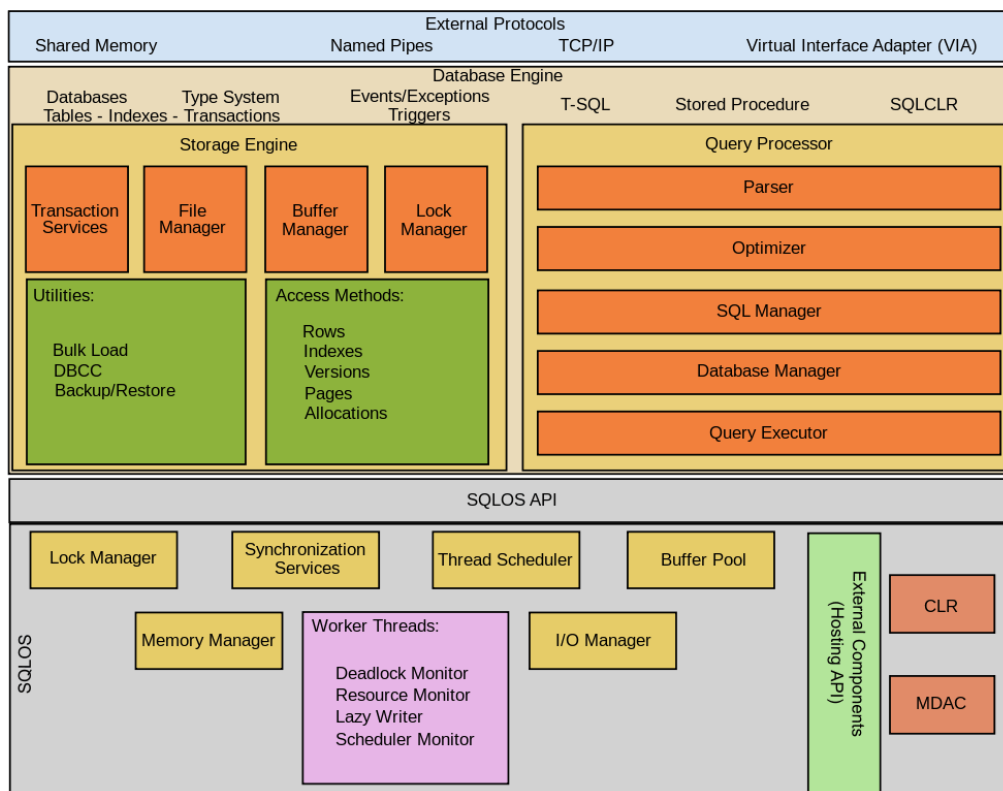 External Protocols
Shared Memory
Named Pipes
TCP/IP
Virtual Interface Adapter (VIA)
Database Engine
Databases
Type System
Tables - Indexes - Transactions
Events/Exceptions
Triggers
T-SQL
Stored Procedure
SQLCLR
Storage Engine
Transaction
Services
File
Manager
Buffer
Manager
Lock
Manager
Utilities:
Bulk Load
DBCC
Backup/Restore
Access Methods:
Rows
Indexes
Versions
Pages
Allocations
Query Processor
Parser
Optimizer
SQL Manager
Database Manager
Query Executor
SQLOS API
SQLOS
Lock Manager
Synchronization
Services
Thread Scheduler
Buffer Pool
Memory Manager
Worker Threads:
Deadlock Monitor
Resource Monitor
Lazy Writer
Scheduler Monitor
I/O Manager
External Components
(Hosting API)
CLR
MDAC